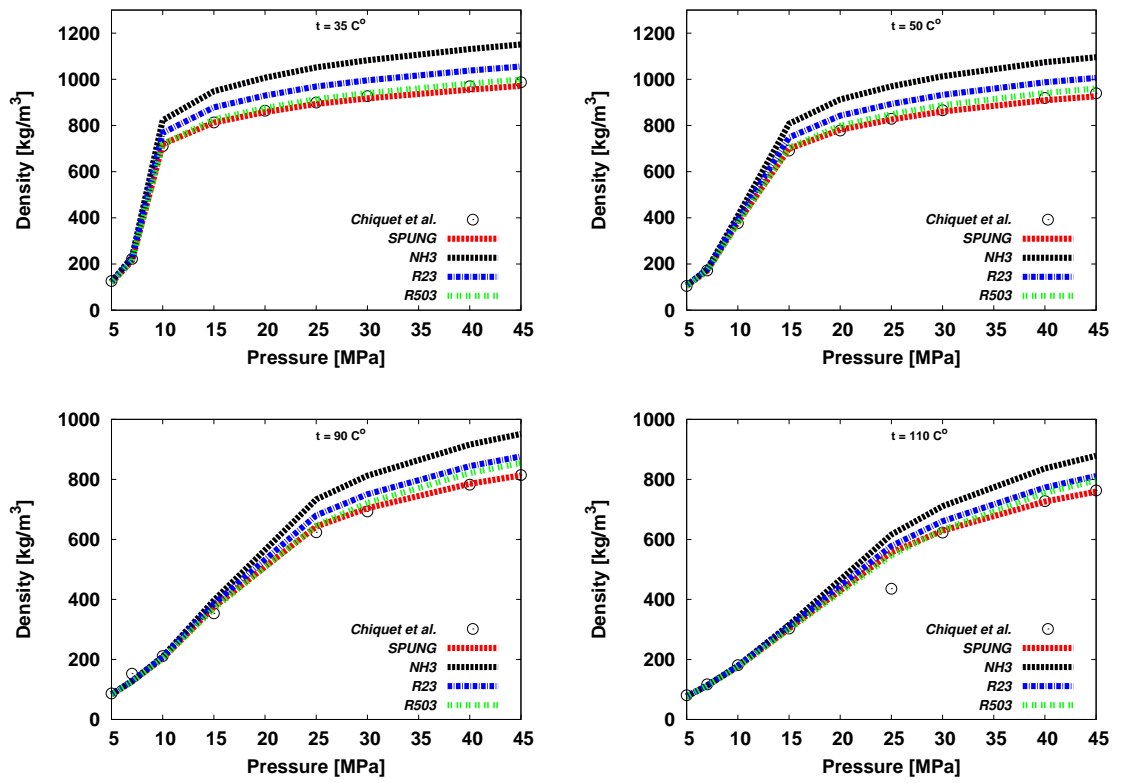 t = 35 C°
Density [kg/m³]
1200
1000
800
600
400
200
0
Chiquet et al.
SPUNG
NH3
R23
R503
5 10 15 20 25 30 35 40 45
Pressure [MPa]
t = 50 C°
Density [kg/m³]
1200
1000
800
600
400
200
0
Chiquet et al.
SPUNG
NH3
R23
R503
5 10 15 20 25 30 35 40 45
Pressure [MPa]
t = 90 C°
Density [kg/m³]
1000
800
600
400
200
0
Chiquet et al.
SPUNG
NH3
R23
R503
5 10 15 20 25 30 35 40 45
Pressure [MPa]
t = 110 C°
Density [kg/m³]
1000
800
600
400
200
0
Chiquet et al.
SPUNG
NH3
R23
R503
5 10 15 20 25 30 35 40 45
Pressure [MPa]